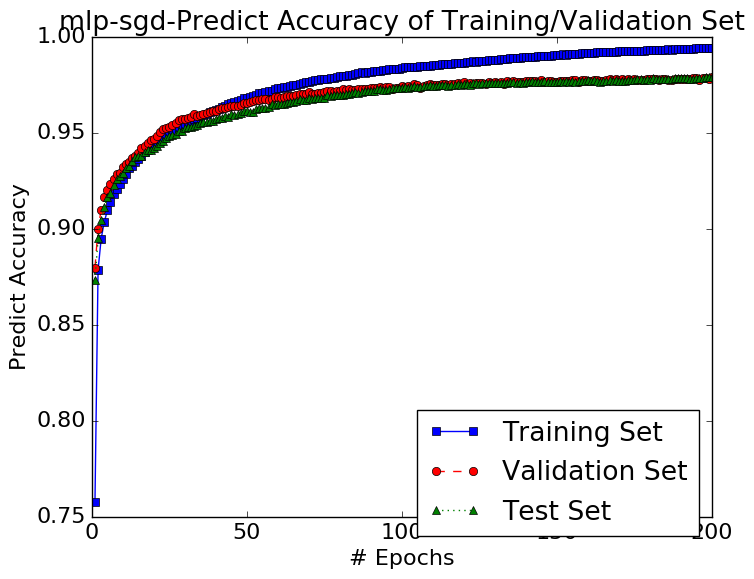 mlp-sgd-Predict Accuracy of Training/Validation Set
1.00
0.95
0.90
0.85
0.80
0.75
Predict Accuracy
Training Set
Validation Set
Test Set
0 50 100 200
# Epochs